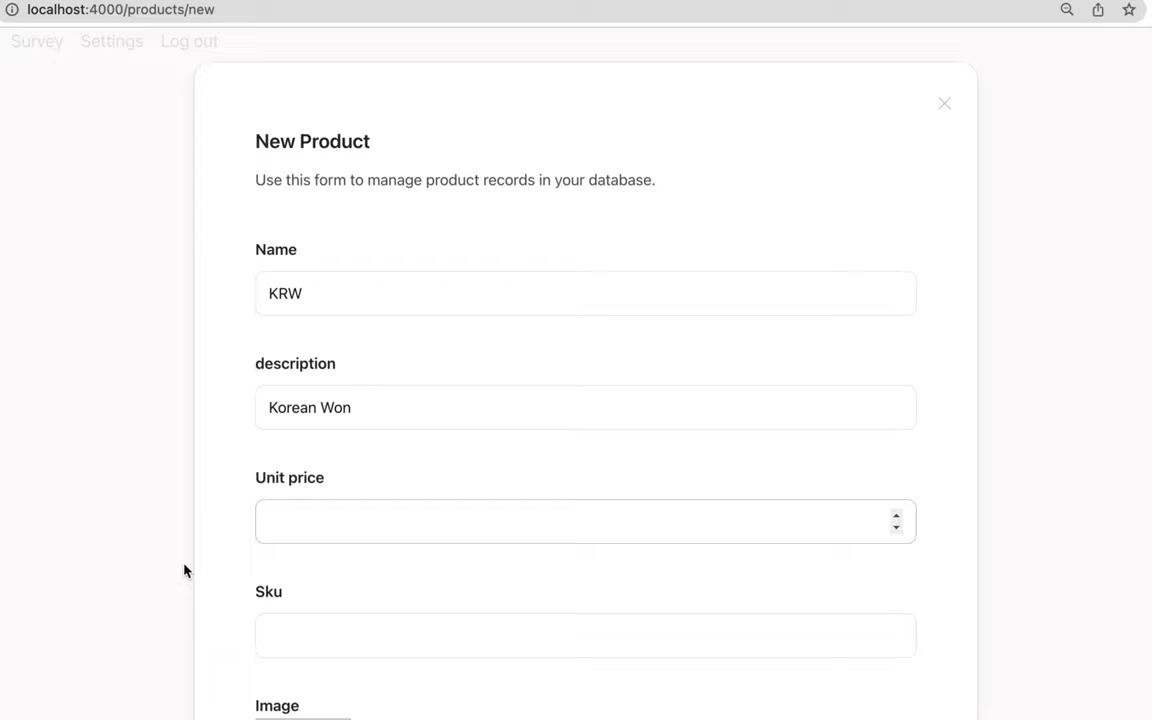 localhost:4000/products/new
Survey Settings Log out
New Product
Use this form to manage product records in your database.
Name
KRW
description
Korean Won
Unit price
Sku
Image